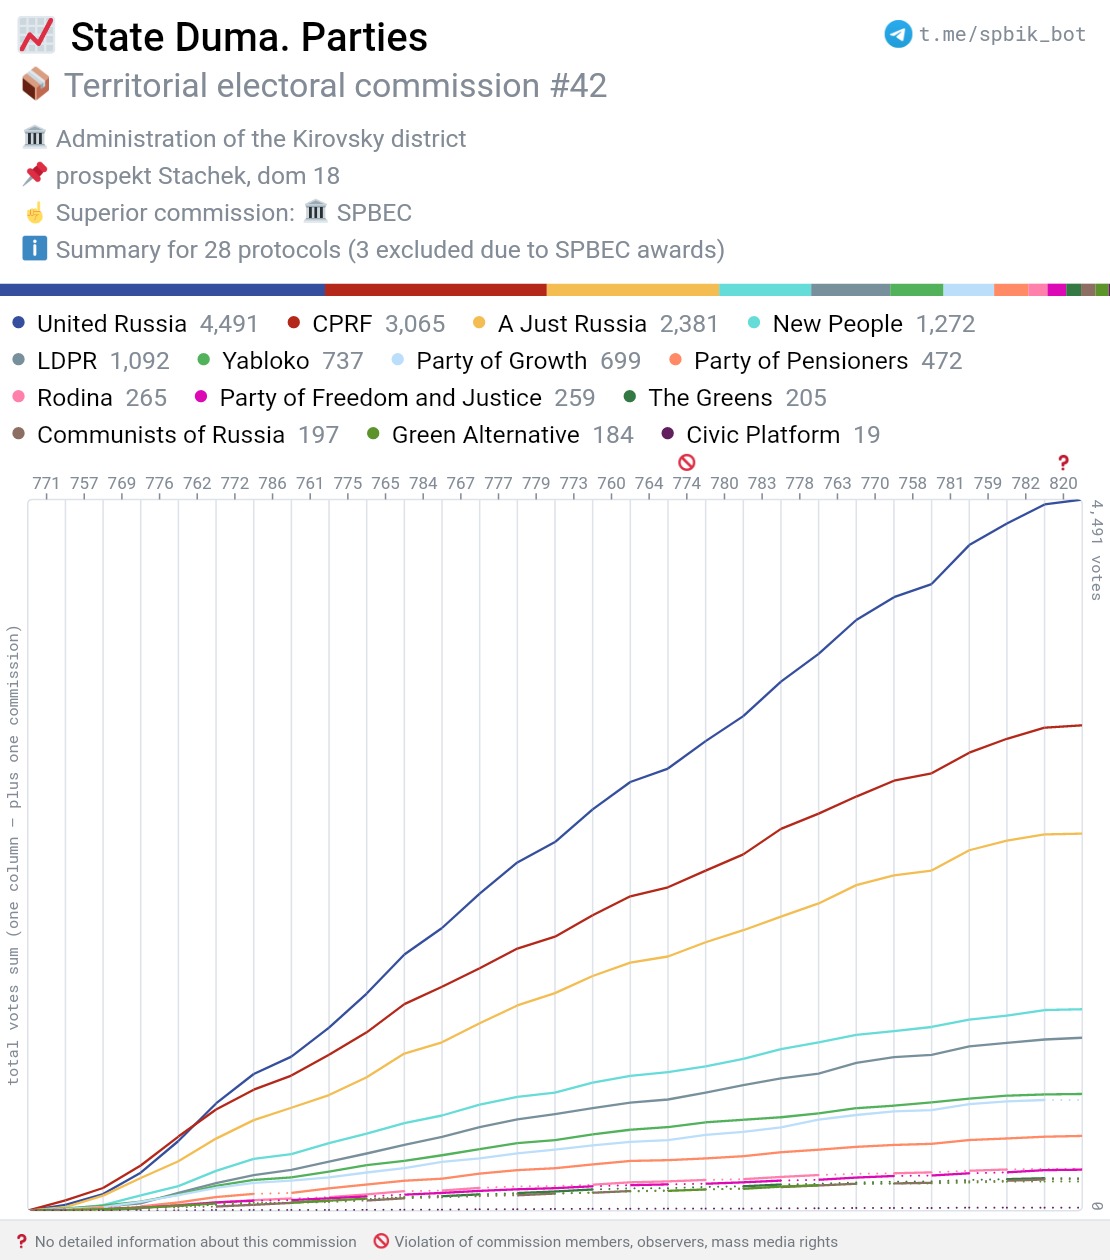 State Duma. Parties
t.me/spbik_bot
Territorial electoral commission #42
Administration of the Kirovsky district
prospekt Stachek, dom 18
Superior commission: SPBEC
Summary for 28 protocols (3 excluded due to SPBEC awards)
United Russia 4,491 CPRF 3,065 A Just Russia 2,381 New People 1,272
LDPR 1,092 Yabloko 737 Party of Growth 699 Party of Pensioners 472
Rodina 265 Party of Freedom and Justice 259 The Greens 205
Communists of Russia 197 Green Alternative 184 Civic Platform 19
771 757 769 776 762 772 786 761 775 765 784 767 777 779 773 760 764 774 780 783 778 763 770 758 781 759 782 820
4,491 votes
total votes sum (one column – plus one commission)
0
No detailed information about this commission Violation of commission members, observers, mass media rights